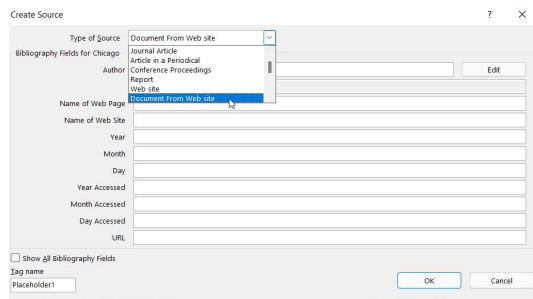 Create Source ? ×
Type of Source Document From Web site
Bibliography Fields for Chicago
Journal Article
Article in a Periodical
Author Conference Proceedings Edit
Report
Web site
Document From Web site
Name of Web Page
Name of Web Site
Year
Month
Day
Year Accessed
Month Accessed
Day Accessed
URL
Show All Bibliography Fields
Tag name
Placeholder1
OK Cancel